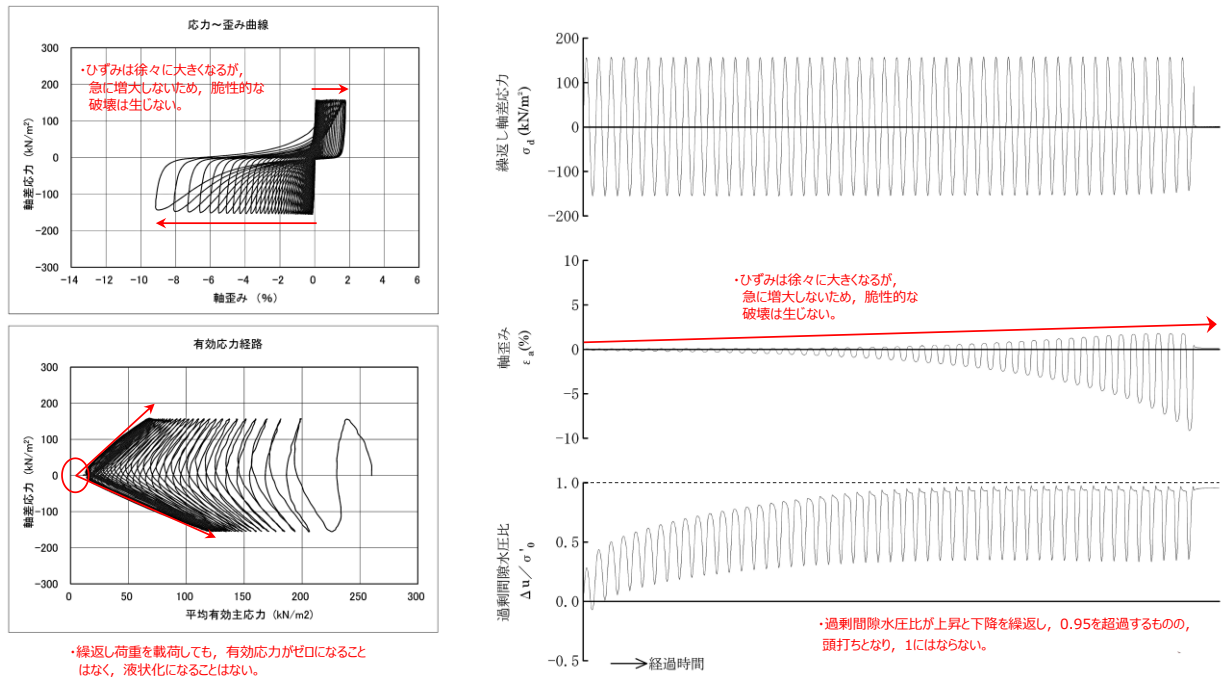 応力～歪み曲線
300
200
100
0
-100
-200
-300
軸差応力 (kN/m²)
・ひずみは徐々に大きくなるが，
急に増大しないため，脆性的な
破壊は生じない。
-14 -12 -10 -8 -6 -4 -2 0 2 4 6
軸歪み （%）
有効応力経路
300
200
100
0
-100
-200
-300
軸差応力 (kN/m²)
0 50 100 150 200 250 300
平均有効主応力 (kN/m2)
・繰返し荷重を載荷しても，有効応力がゼロになること
はなく，液状化になることはない。
繰返し軸差応力
σd (kN/m²)
200
100
0
-100
-200
・ひずみは徐々に大きくなるが，
急に増大しないため，脆性的な
破壊は生じない。
軸歪み
εa(%)
10
5
0
-5
-10
過剰間隙水圧比
Δu／σ'0
1.0
0.5
0.0
-0.5
・過剰間隙水圧比が上昇と下降を繰返し，0.95を超過するものの，
頭打ちとなり，1にはならない。
経過時間